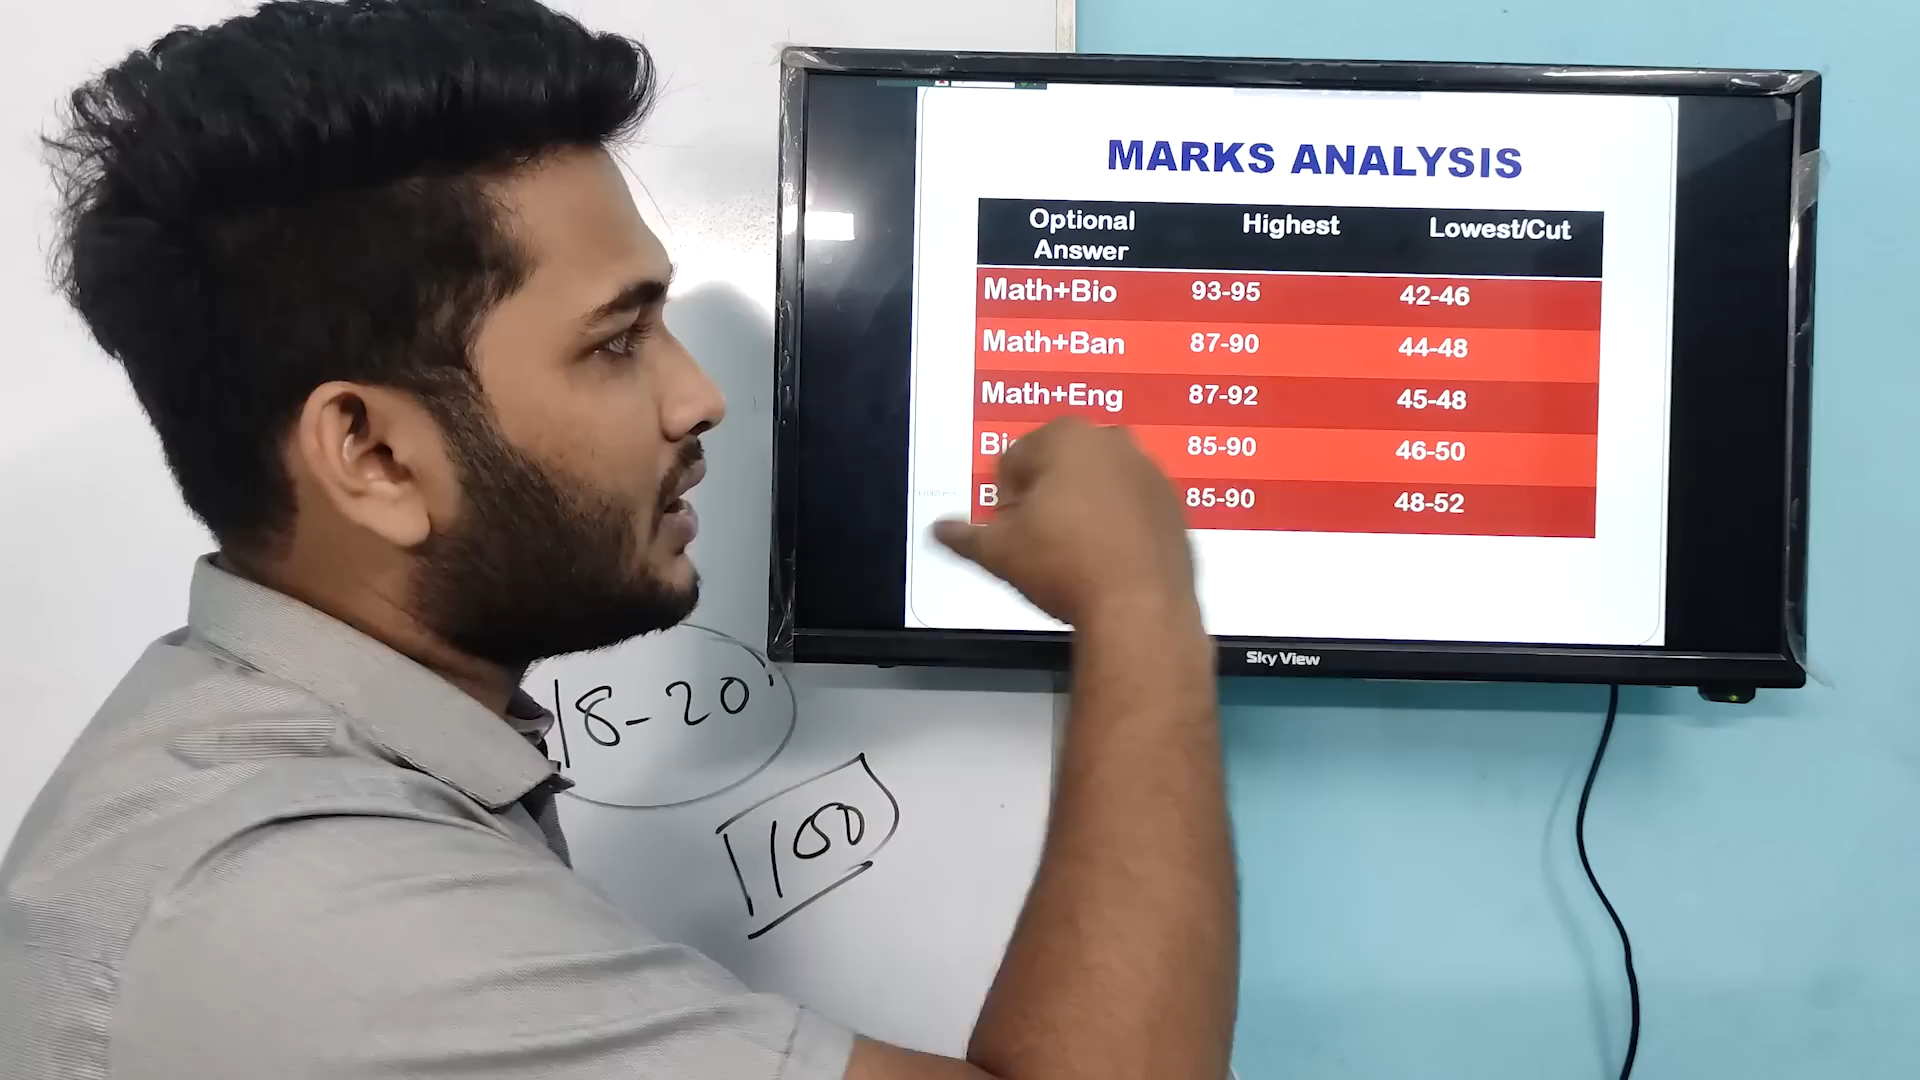 MARKS ANALYSIS
Optional Answer Highest Lowest/Cut
Math+Bio 93-95 42-46
Math+Ban 87-90 44-48
Math+Eng 87-92 45-48
85-90 46-50
85-90 48-52
Sky View
18-20
100